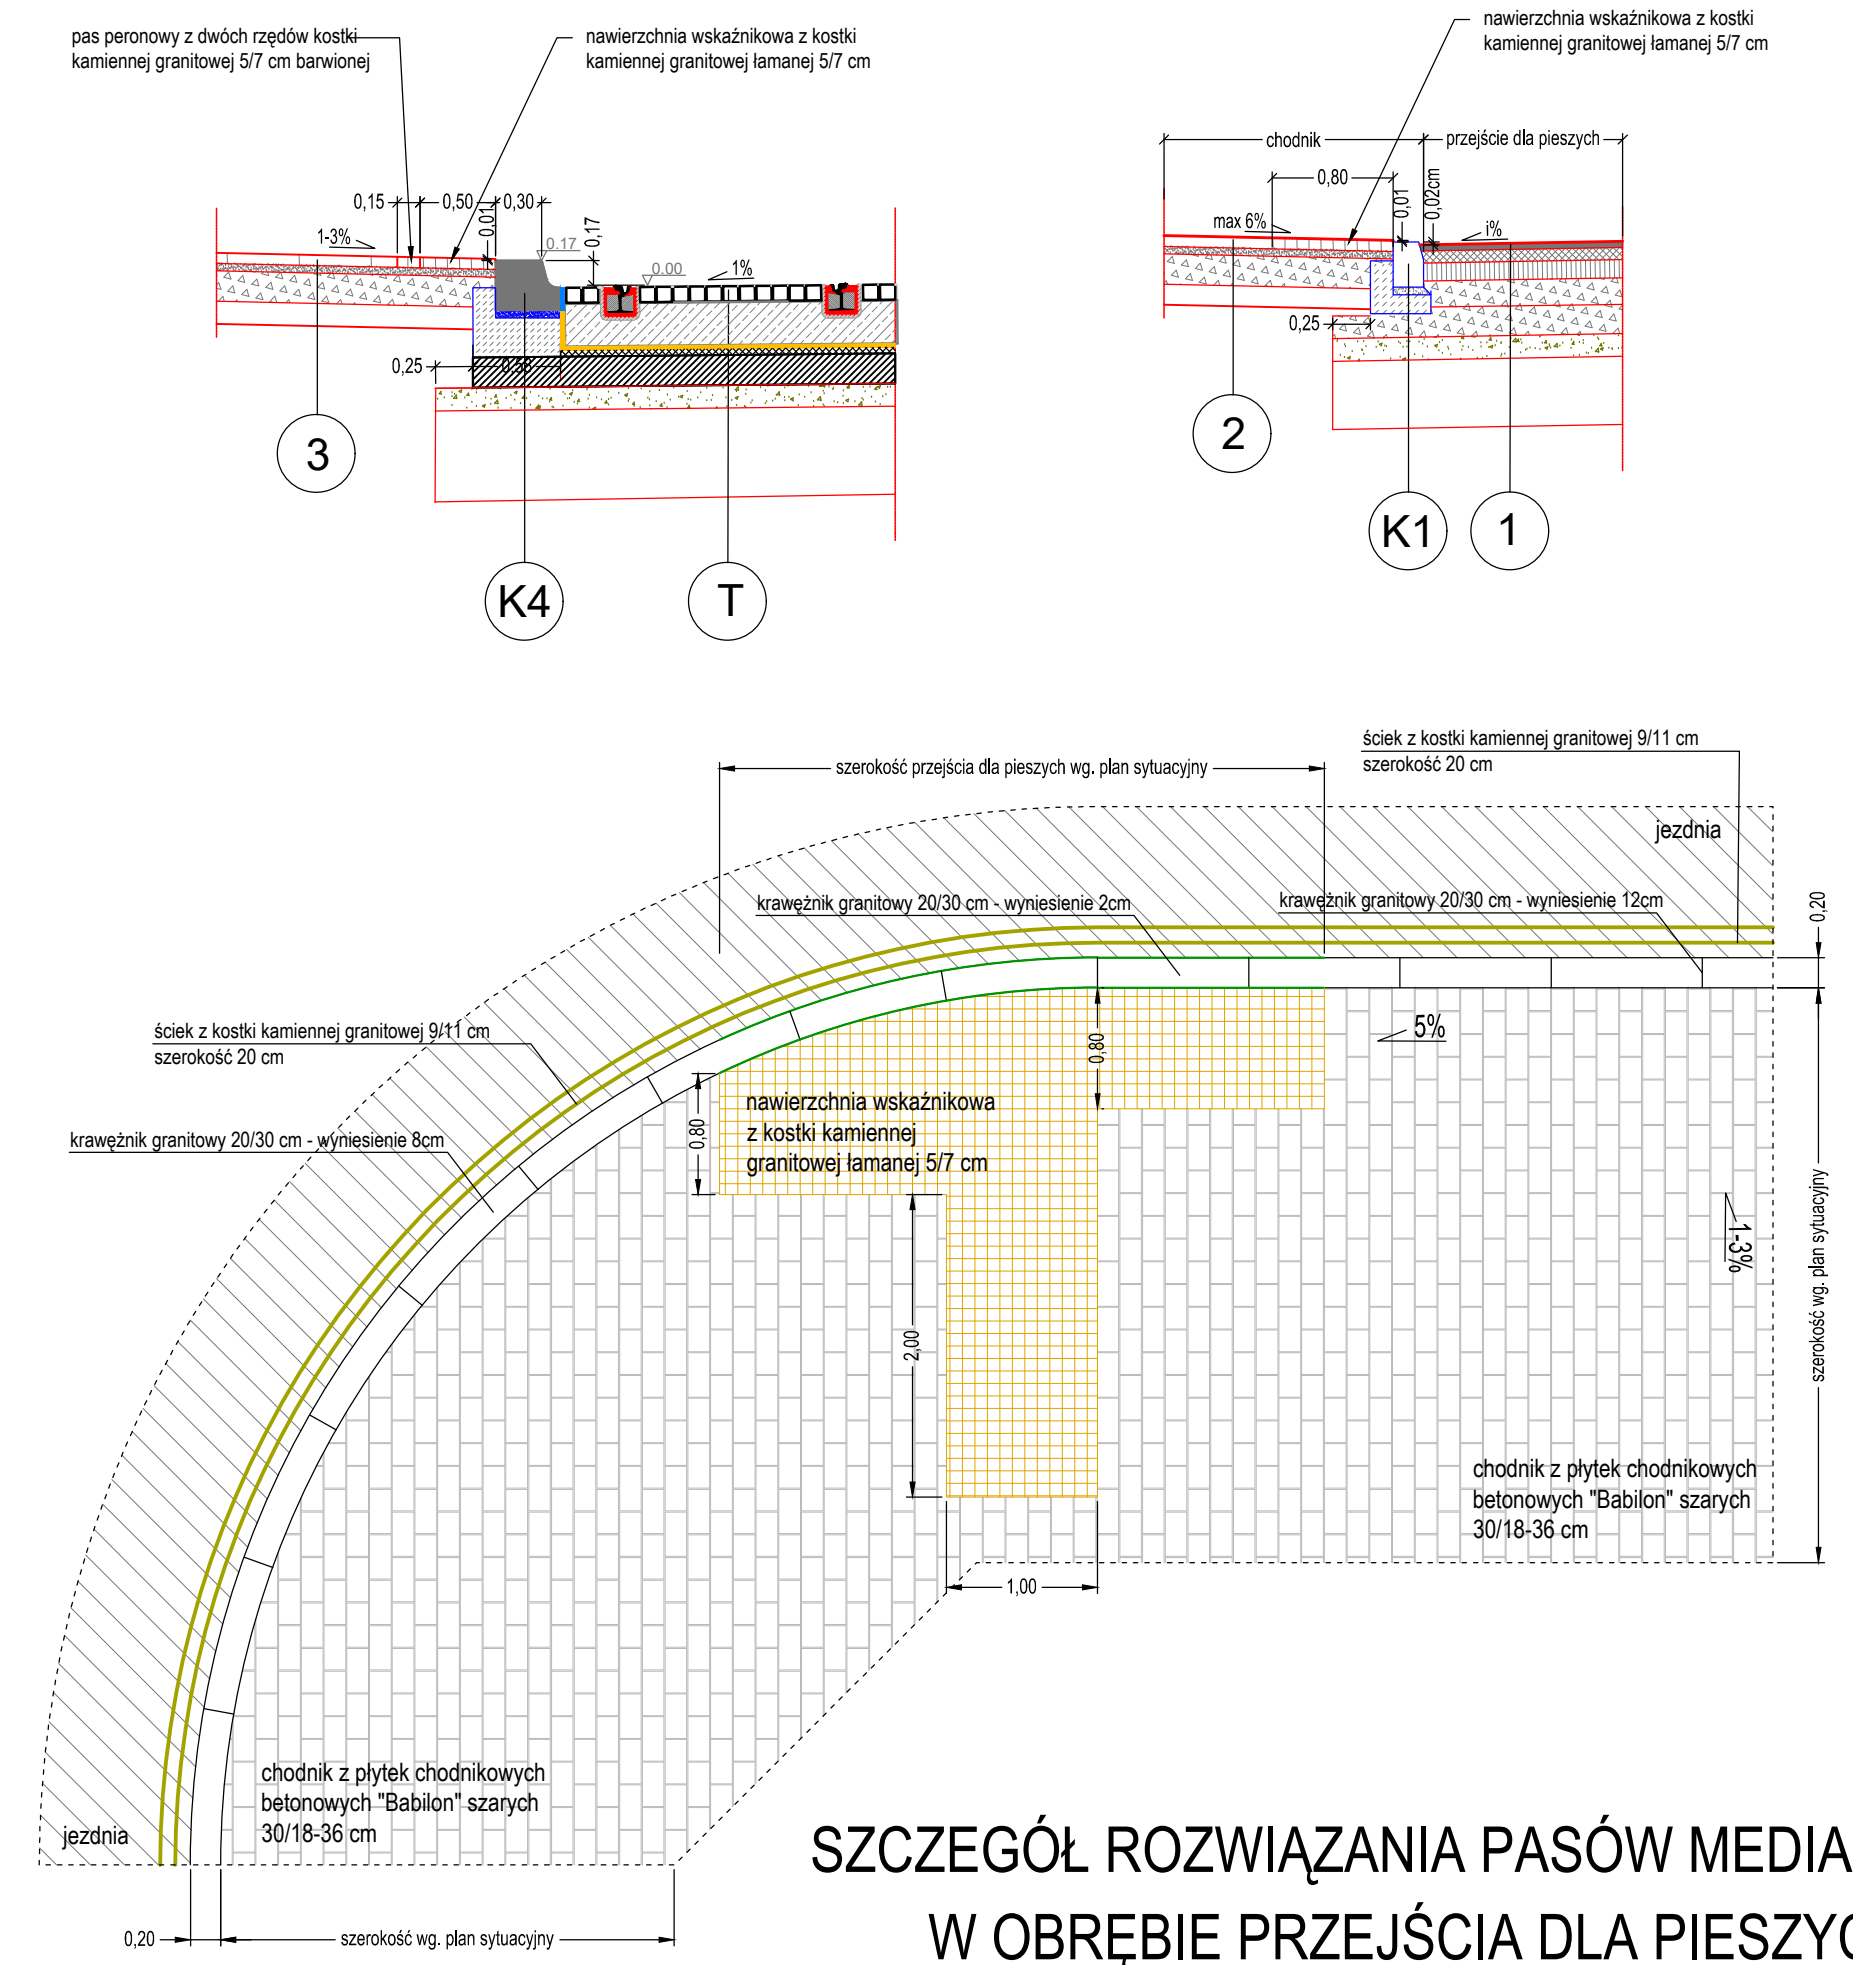 pas peronowy z dwóch rzędów kostki
kamiennej granitowej 5/7 cm barwionej
nawierzchnia wskaźnikowa z kostki
kamiennej granitowej łamanej 5/7 cm
nawierzchnia wskaźnikowa z kostki
kamiennej granitowej łamanej 5/7 cm
0,15
0,50
0,30
0,01
0.17
0,17
1-3%
0.00
1%
0,25
0.58
3
K4
T
chodnik
przejście dla pieszych
0,80
0,01
0,02cm
max 6%
i%
0,25
2
K1
1
szerokość przejścia dla pieszych wg. plan sytuacyjny
ściek z kostki kamiennej granitowej 9/11 cm
szerokość 20 cm
jezdnia
krawężnik granitowy 20/30 cm - wyniesienie 2cm
krawężnik granitowy 20/30 cm - wyniesienie 12cm
0,20
ściek z kostki kamiennej granitowej 9/11 cm
szerokość 20 cm
5%
0,80
krawężnik granitowy 20/30 cm - wyniesienie 8cm
0,80
nawierzchnia wskaźnikowa
z kostki kamiennej
granitowej łamanej 5/7 cm
1-3%
szerokość wg. plan sytuacyjny
2,00
chodnik z płytek chodnikowych
betonowych "Babilon" szarych
30/18-36 cm
1,00
chodnik z płytek chodnikowych
betonowych "Babilon" szarych
30/18-36 cm
jezdnia
0,20
szerokość wg. plan sytuacyjny
SZCZEGÓŁ ROZWIĄZANIA PASÓW MEDIA
W OBRĘBIE PRZEJŚCIA DLA PIESZYC